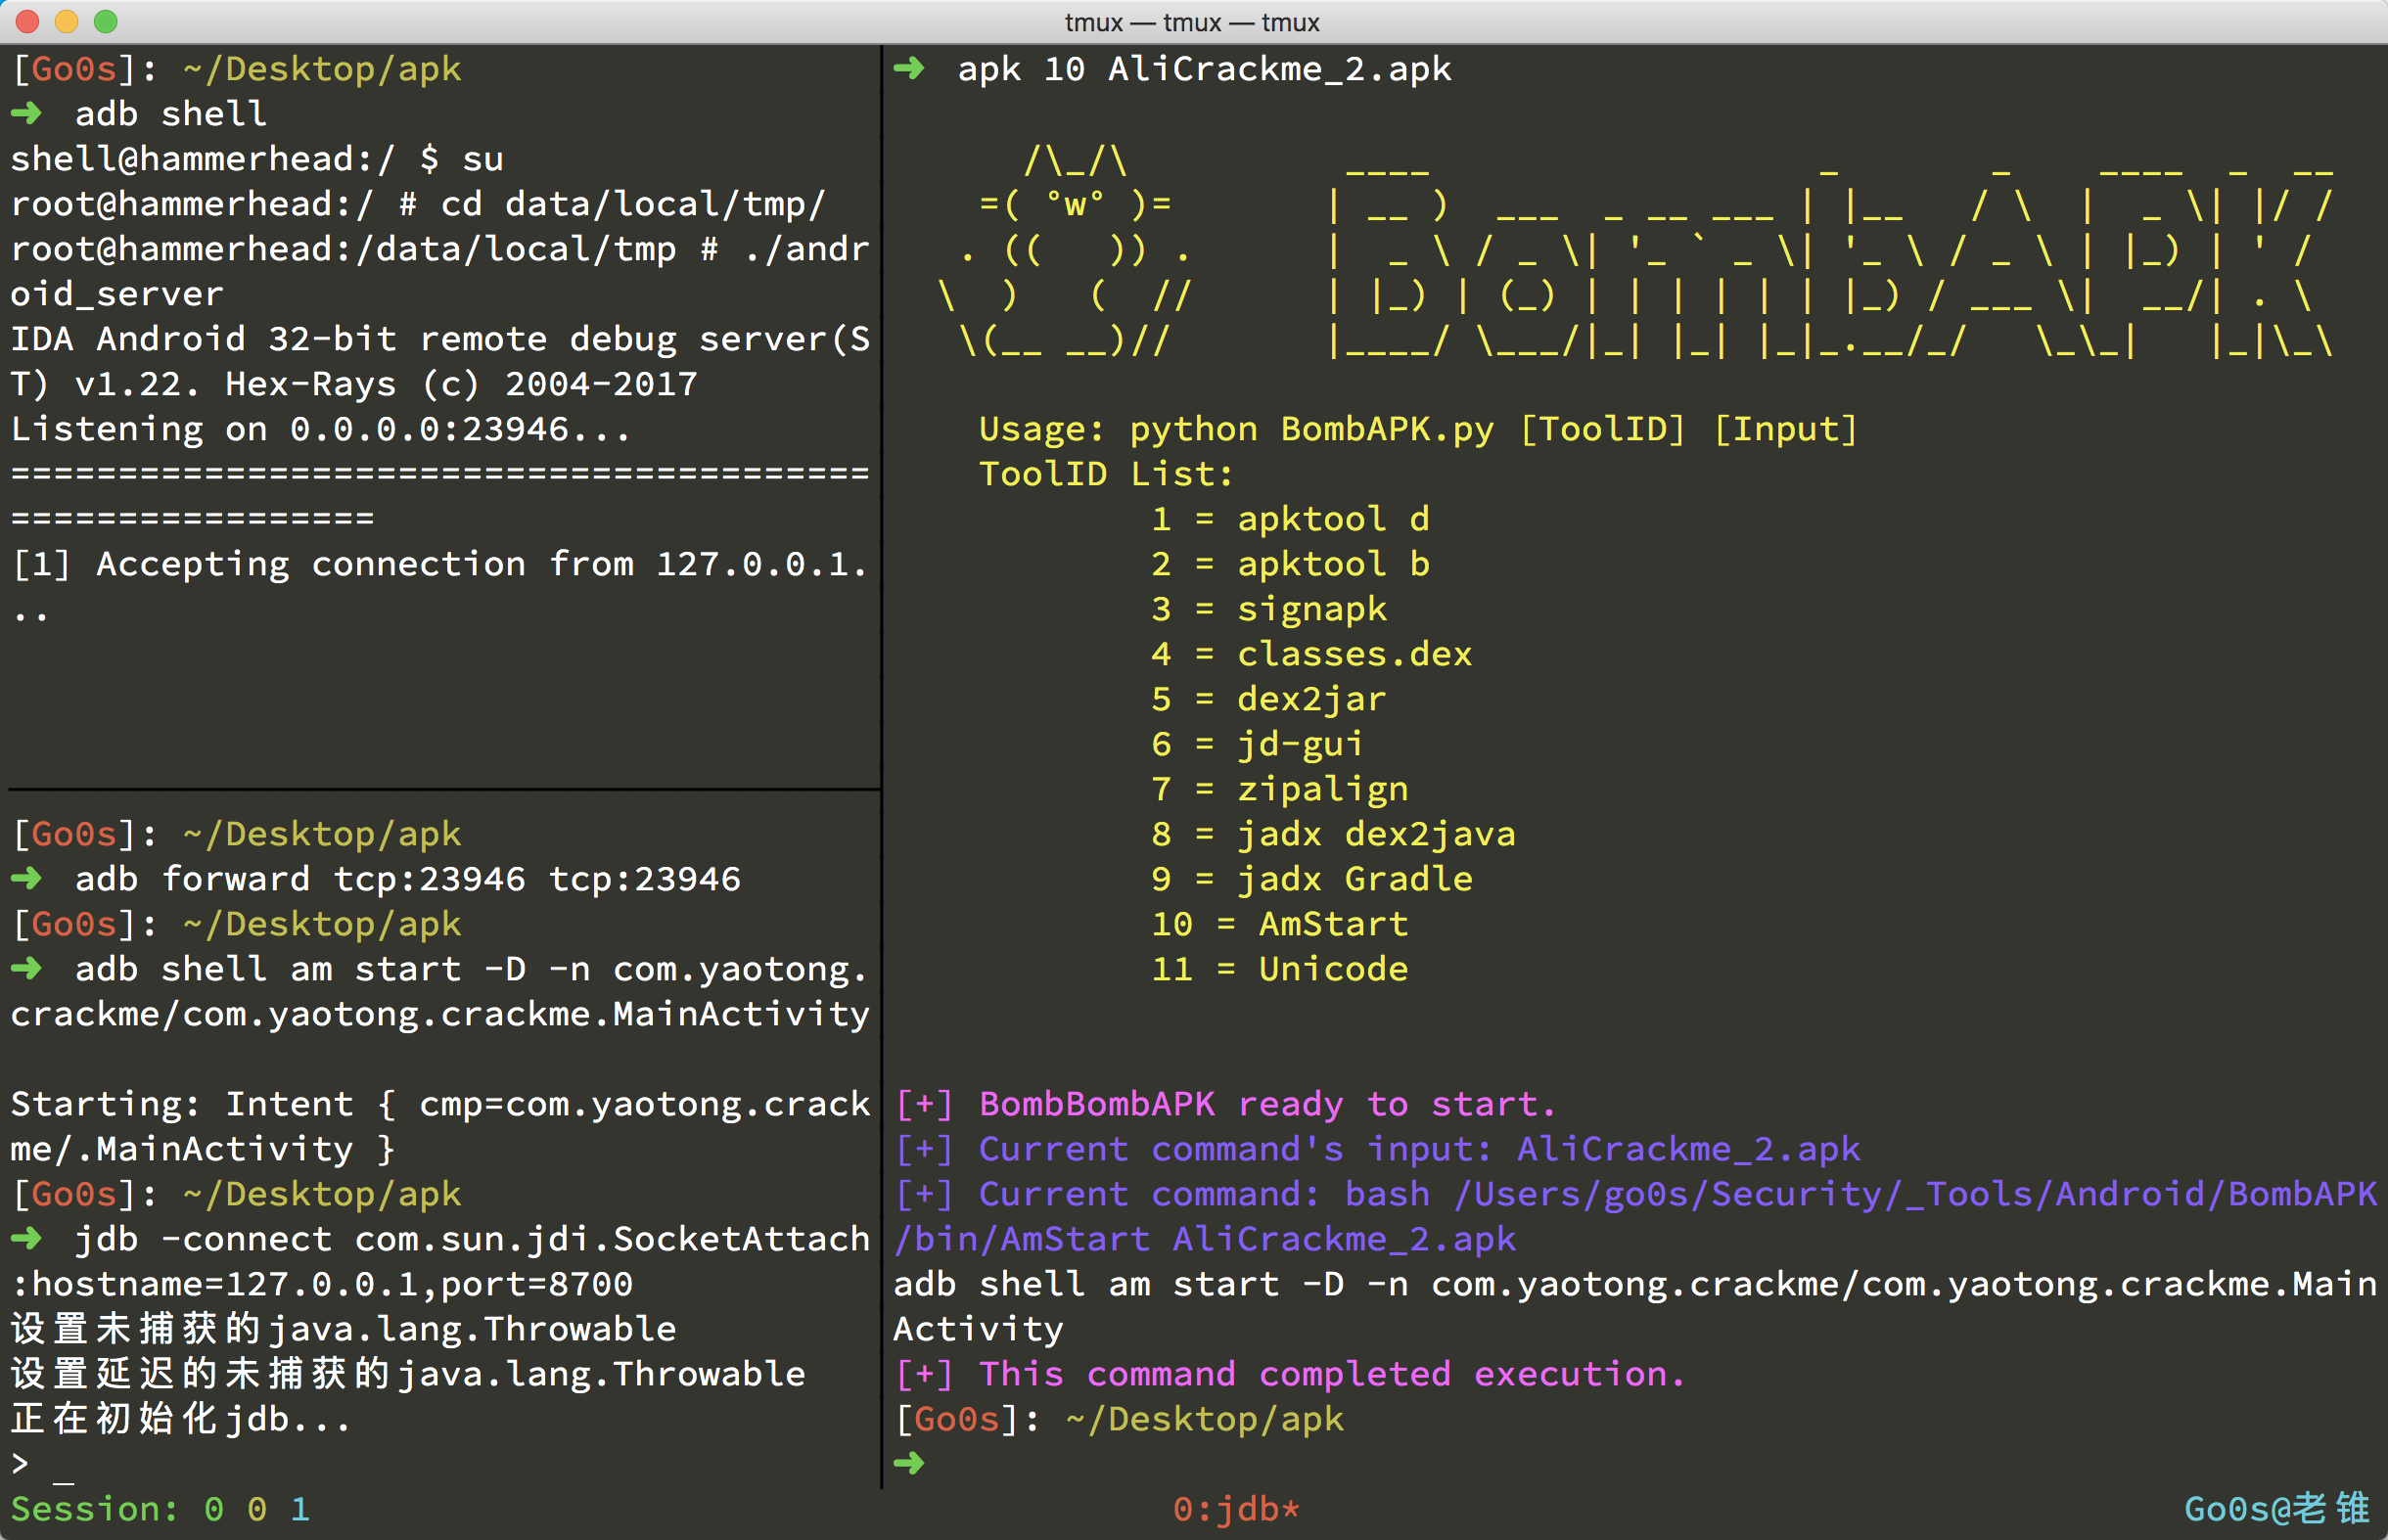 tmux — tmux — tmux
[Go0s]: ~/Desktop/apk
➜  adb shell
shell@hammerhead:/ $ su
root@hammerhead:/ # cd data/local/tmp/
root@hammerhead:/data/local/tmp # ./andr
oid_server
IDA Android 32-bit remote debug server(S
T) v1.22. Hex-Rays (c) 2004-2017
Listening on 0.0.0.0:23946...
========================================
=================
[1] Accepting connection from 127.0.0.1.
..
[Go0s]: ~/Desktop/apk
➜  adb forward tcp:23946 tcp:23946
[Go0s]: ~/Desktop/apk
➜  adb shell am start -D -n com.yaotong.
crackme/com.yaotong.crackme.MainActivity
Starting: Intent { cmp=com.yaotong.crack
me/.MainActivity }
[Go0s]: ~/Desktop/apk
➜  jdb -connect com.sun.jdi.SocketAttach
:hostname=127.0.0.1,port=8700
设置未捕获的java.lang.Throwable
设置延迟的未捕获的java.lang.Throwable
正在初始化jdb...
> _
➜  apk 10 AliCrackme_2.apk
BombAPK
Usage: python BombAPK.py [ToolID] [Input]
ToolID List:
1 = apktool d
2 = apktool b
3 = signapk
4 = classes.dex
5 = dex2jar
6 = jd-gui
7 = zipalign
8 = jadx dex2java
9 = jadx Gradle
10 = AmStart
11 = Unicode
[+] BombBombAPK ready to start.
[+] Current command's input: AliCrackme_2.apk
[+] Current command: bash /Users/go0s/Security/_Tools/Android/BombAPK
/bin/AmStart AliCrackme_2.apk
adb shell am start -D -n com.yaotong.crackme/com.yaotong.crackme.Main
Activity
[+] This command completed execution.
[Go0s]: ~/Desktop/apk
➜
Session: 0 0 1
0:jdb*
Go0s@老锥